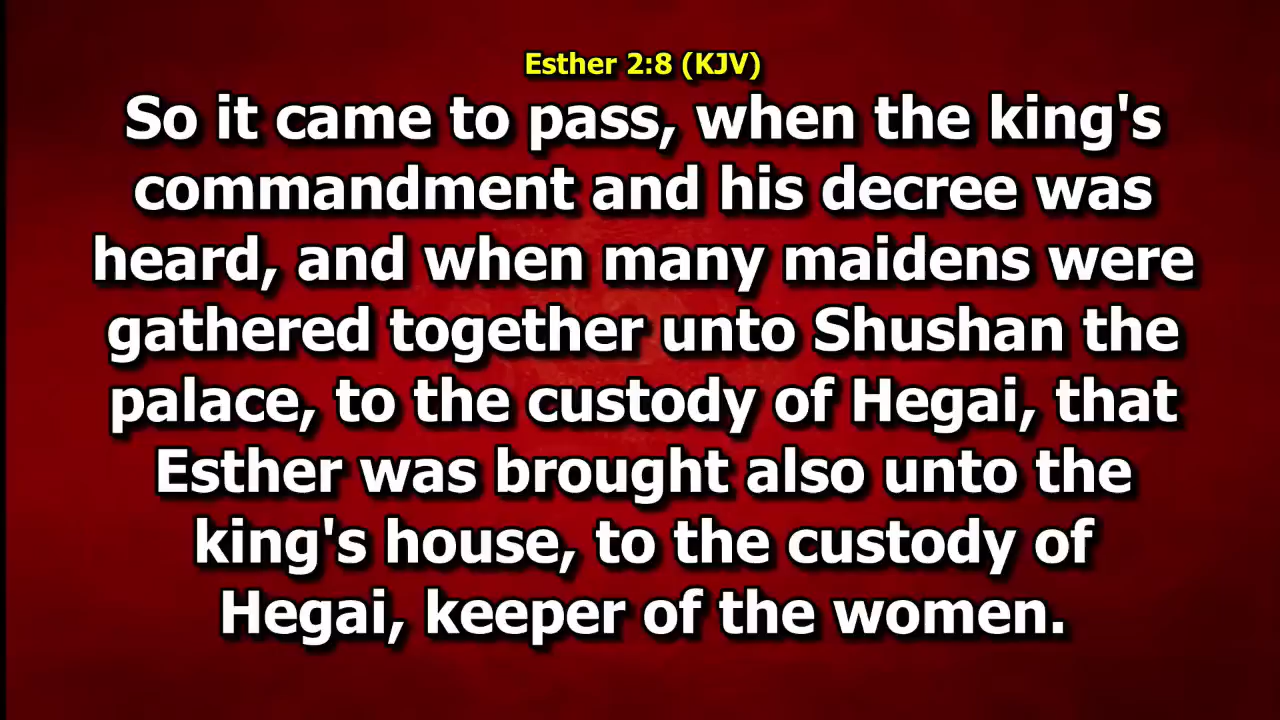 Esther 2:8 (KJV)
So it came to pass, when the king's
commandment and his decree was
heard, and when many maidens were
gathered together unto Shushan the
palace, to the custody of Hegai, that
Esther was brought also unto the
king's house, to the custody of
Hegai, keeper of the women.